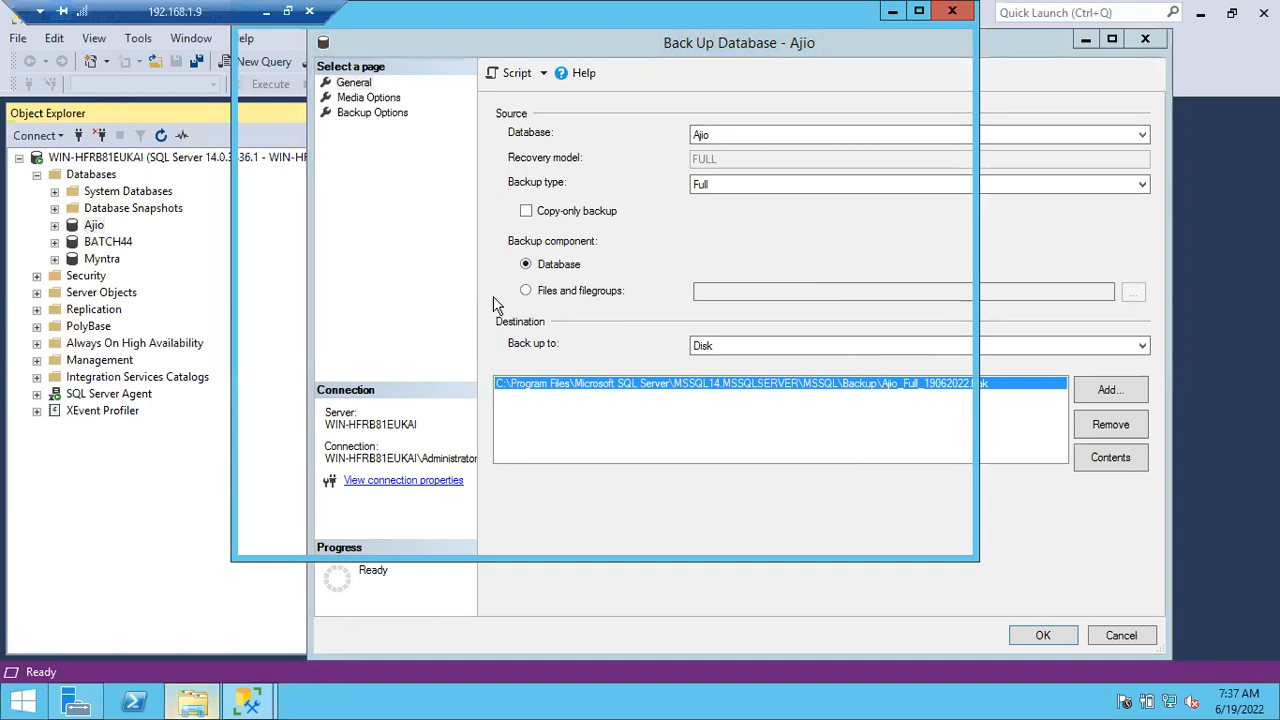 192.168.1.9
Quick Launch (Ctrl+Q)
File Edit View Tools Window elp
Back Up Database - Ajio
New Query
Execute
Select a page
General
Media Options
Backup Options
Script Help
Object Explorer
Connect
WIN-HFRB81EUKAI (SQL Server 14.0.3 36.1 - WIN-HF
Databases
System Databases
Database Snapshots
Ajio
BATCH44
Myntra
Security
Server Objects
Replication
PolyBase
Always On High Availability
Management
Integration Services Catalogs
SQL Server Agent
XEvent Profiler
Source
Database: Ajio
Recovery model: FULL
Backup type: Full
Copy-only backup
Backup component:
Database
Files and filegroups: ...
Destination
Back up to: Disk
C:\Program Files\Microsoft SQL Server\MSSQL14.MSSQLSERVER\MSSQL\Backup\Ajio_Full_19062022.bak
Add...
Remove
Contents
Connection
Server:
WIN-HFRB81EUKAI
Connection:
WIN-HFRB81EUKAI\Administrator
View connection properties
Progress
Ready
OK Cancel
Ready
7:37 AM
6/19/2022